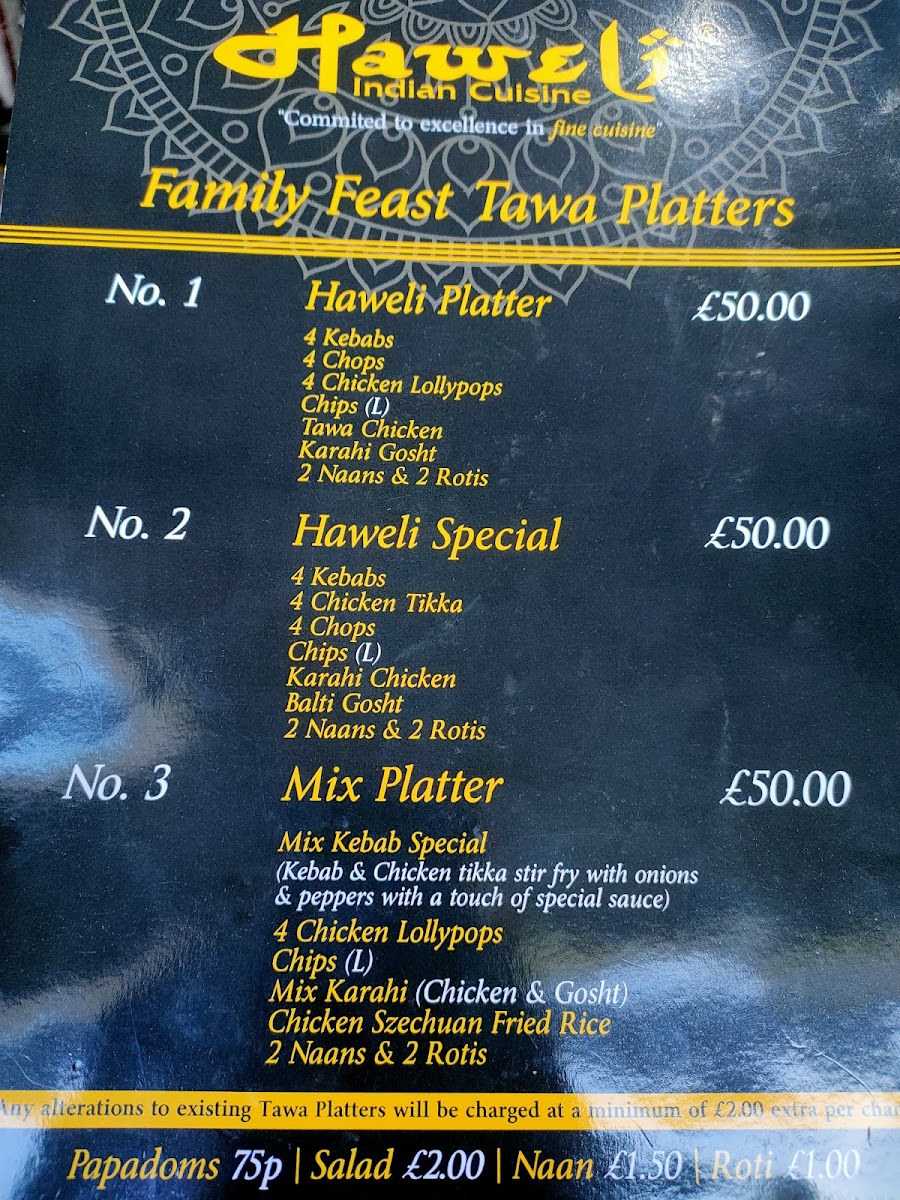 Haweli ®
Indian Cuisine
"Commited to excellence in fine cuisine"
Family Feast Tawa Platters
No. 1 Haweli Platter £50.00
4 Kebabs
4 Chops
4 Chicken Lollypops
Chips (L)
Tawa Chicken
Karahi Gosht
2 Naans & 2 Rotis
No. 2 Haweli Special £50.00
4 Kebabs
4 Chicken Tikka
4 Chops
Chips (L)
Karahi Chicken
Balti Gosht
2 Naans & 2 Rotis
No. 3 Mix Platter £50.00
Mix Kebab Special
(Kebab & Chicken tikka stir fry with onions
& peppers with a touch of special sauce)
4 Chicken Lollypops
Chips (L)
Mix Karahi (Chicken & Gosht)
Chicken Szechuan Fried Rice
2 Naans & 2 Rotis
Any alterations to existing Tawa Platters will be charged at a minimum of £2.00 extra per
Papadoms 75p | Salad £2.00 | Naan £1.50 | Roti £1.00